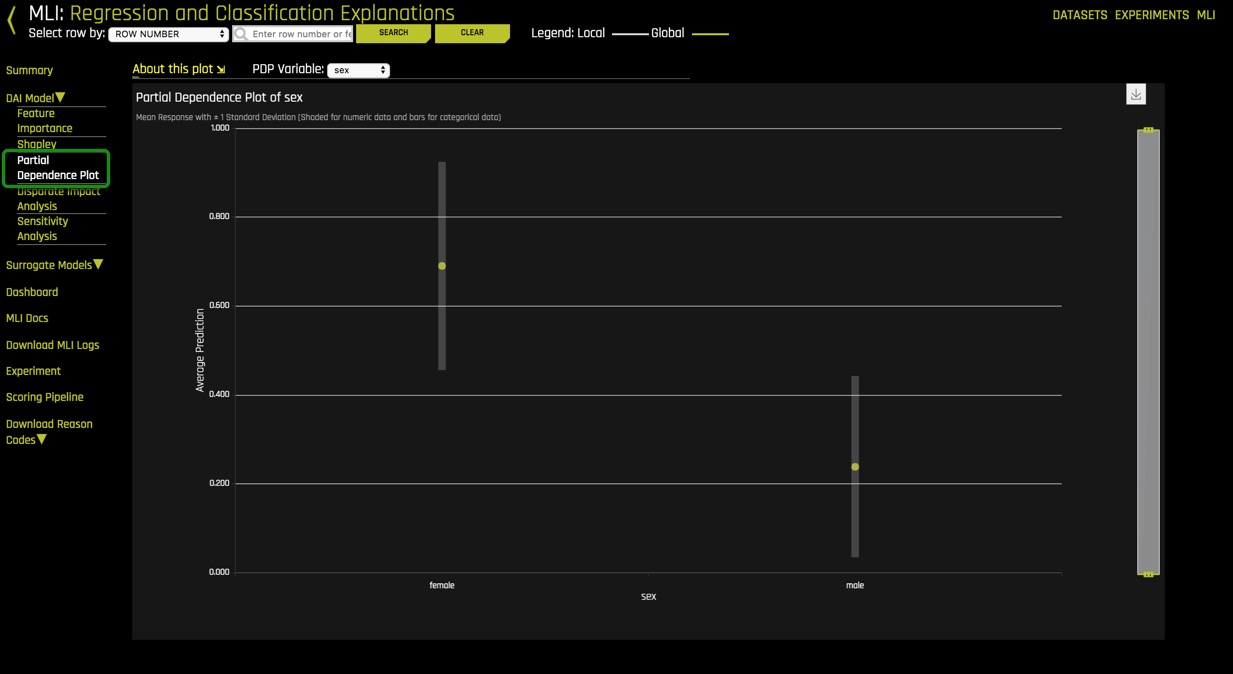 MLI: Regression and Classification Explanations
DATASETS EXPERIMENTS MLI
Select row by: ROW NUMBER Enter row number or fe SEARCH CLEAR Legend: Local Global
About this plot PDP Variable: sex
Summary
DAI Model
Feature
Importance
Shapley
Partial
Dependence Plot
Disparate Impact
Analysis
Sensitivity
Analysis
Surrogate Models
Dashboard
MLI Docs
Download MLI Logs
Experiment
Scoring Pipeline
Download Reason
Codes
Partial Dependence Plot of sex
Mean Response with ± 1 Standard Deviation (Shaded for numeric data and bars for categorical data)
1.000
0.800
0.600
0.400
0.200
0.000
Average Prediction
female male
sex